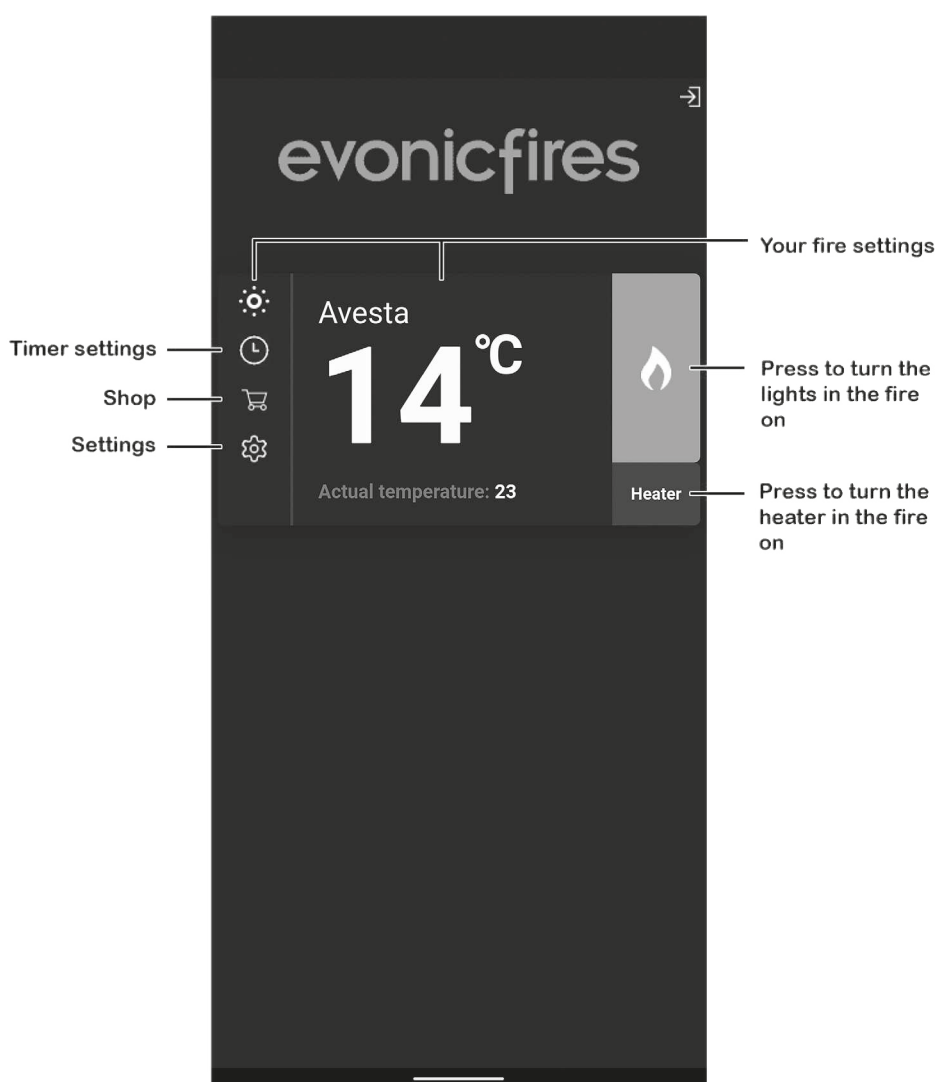 evonicfires
Your fire settings
Avesta
14°C
Timer settings
Shop
Settings
Press to turn the
lights in the fire
on
Actual temperature: 23
Heater
Press to turn the
heater in the fire
on